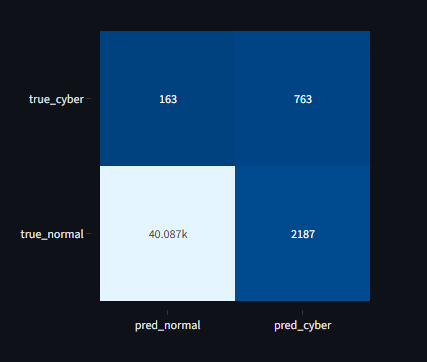 true_cyber 163 763
true_normal 40.087k 2187
pred_normal pred_cyber